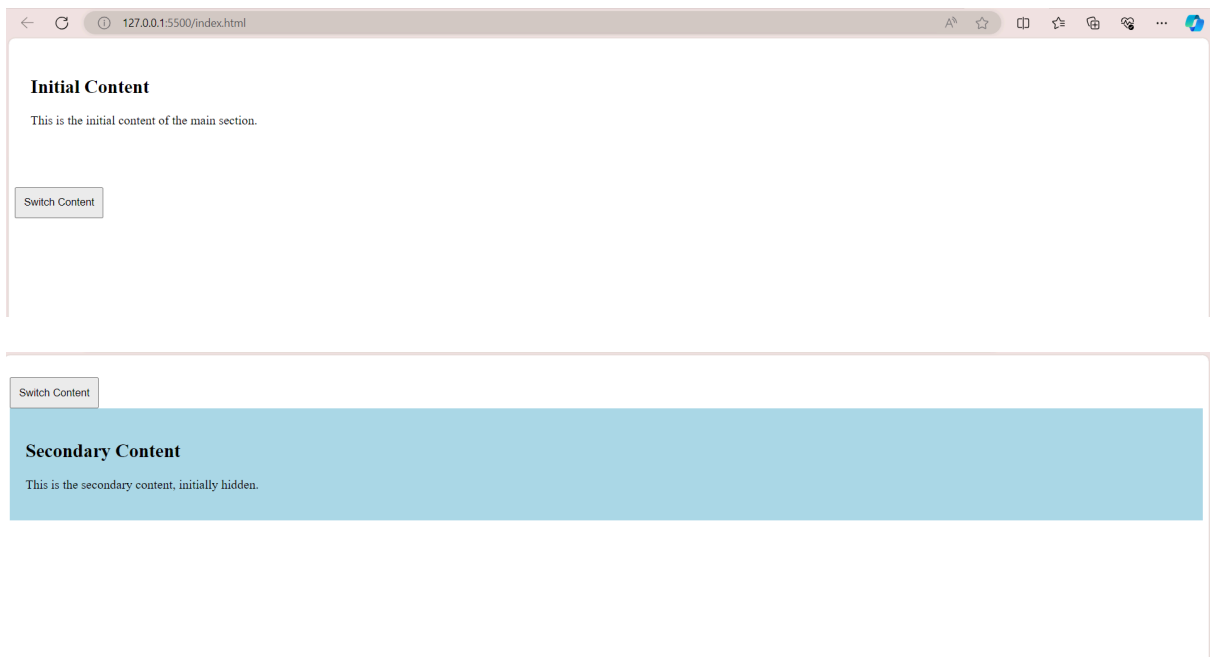 127.0.0.1:5500/index.html
Initial Content
This is the initial content of the main section.
Switch Content
Switch Content
Secondary Content
This is the secondary content, initially hidden.